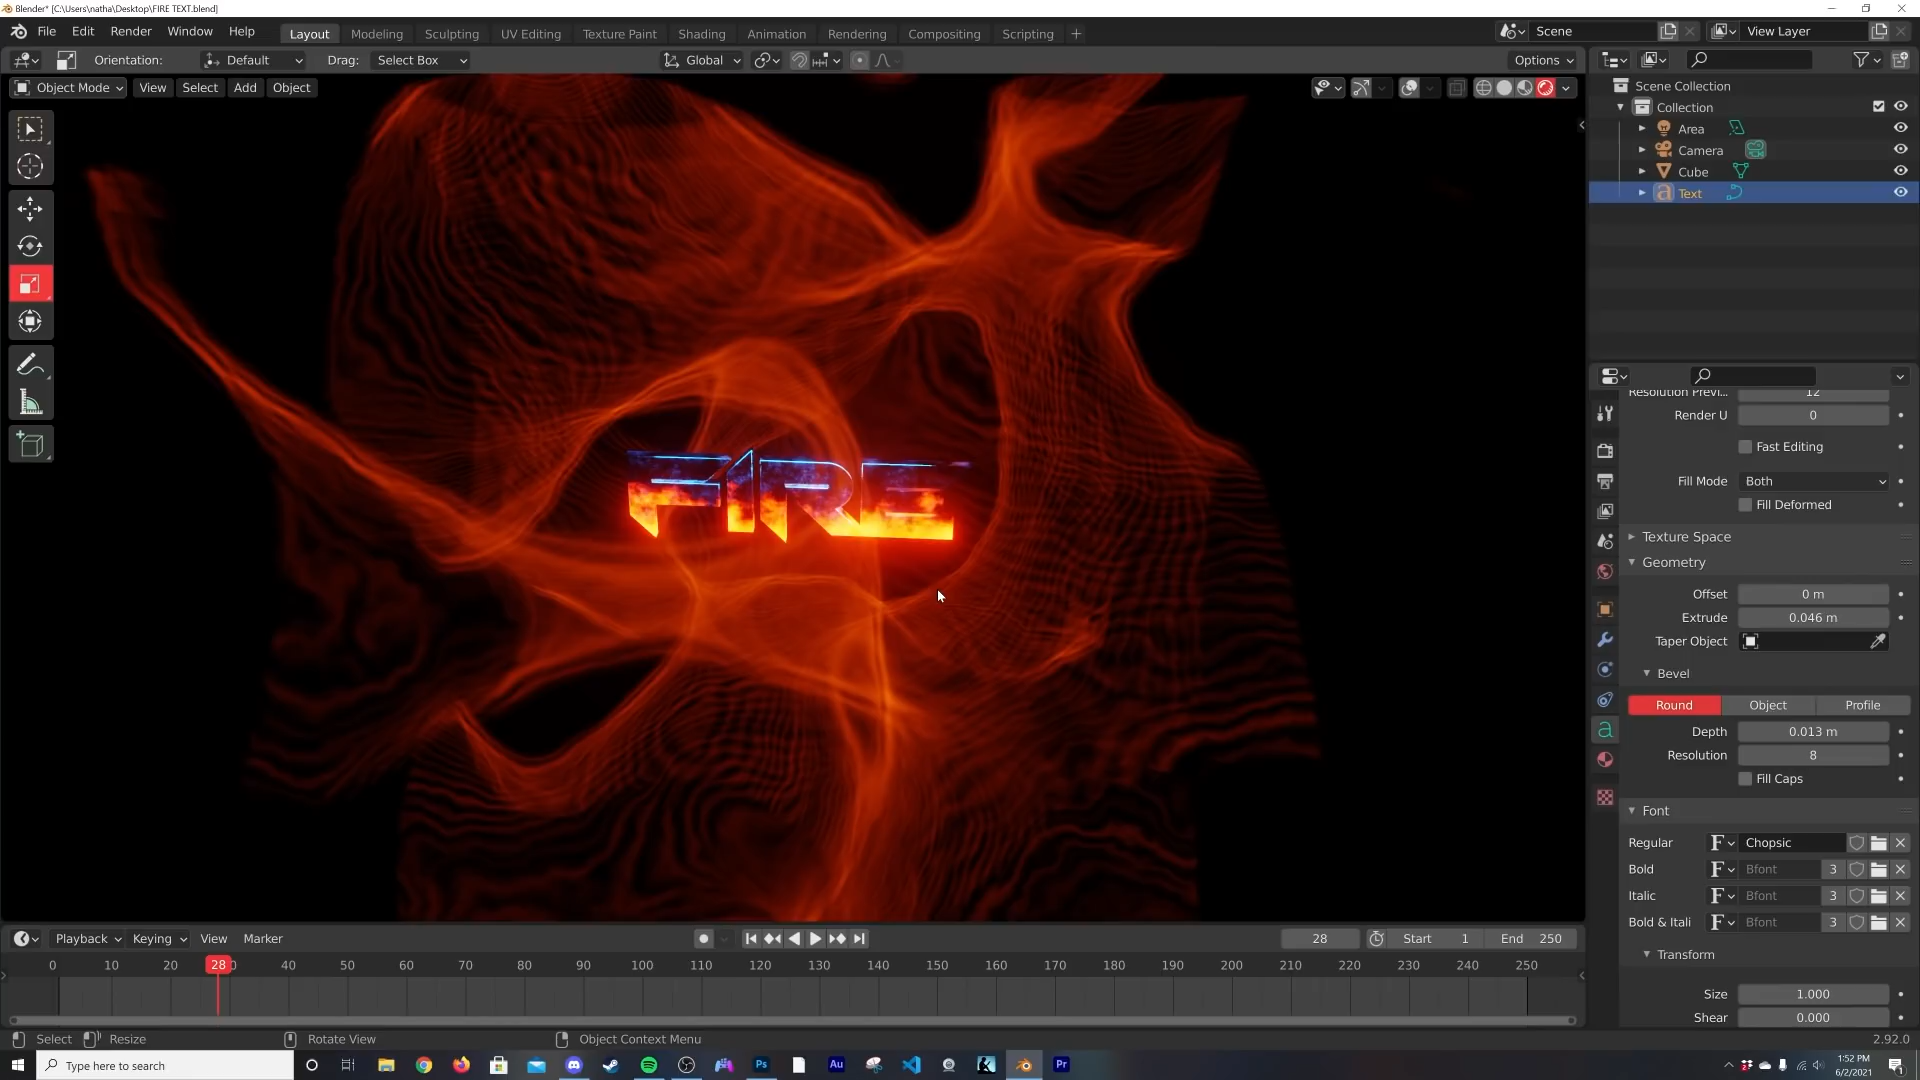 Blender* [C:\Users\natha\Desktop\FIRE TEXT.blend]
File Edit Render Window Help Layout Modeling Sculpting UV Editing Texture Paint Shading Animation Rendering Compositing Scripting + Scene View Layer
Orientation: Default Drag: Select Box Global Options
Object Mode View Select Add Object
Scene Collection
Collection
Area
Camera
Cube
a Text
FIRE
Resolution Previ... 12
Render U 0
Fast Editing
Fill Mode Both
Fill Deformed
Texture Space
Geometry
Offset 0 m
Extrude 0.046 m
Taper Object
Bevel
Round Object Profile
Depth 0.013 m
Resolution 8
Fill Caps
Font
Regular F Chopsic
Bold F Bfont 3
Italic F Bfont 3
Bold & Itali F Bfont 3
Transform
Size 1.000
Shear 0.000
Playback Keying View Marker 28 Start 1 End 250
0 10 20 28 40 50 60 70 80 90 100 110 120 130 140 150 160 170 180 190 200 210 220 230 240 250
Select Resize Rotate View Object Context Menu 2.92.0
Type here to search Ps Au Pr 1:52 PM
6/2/2021